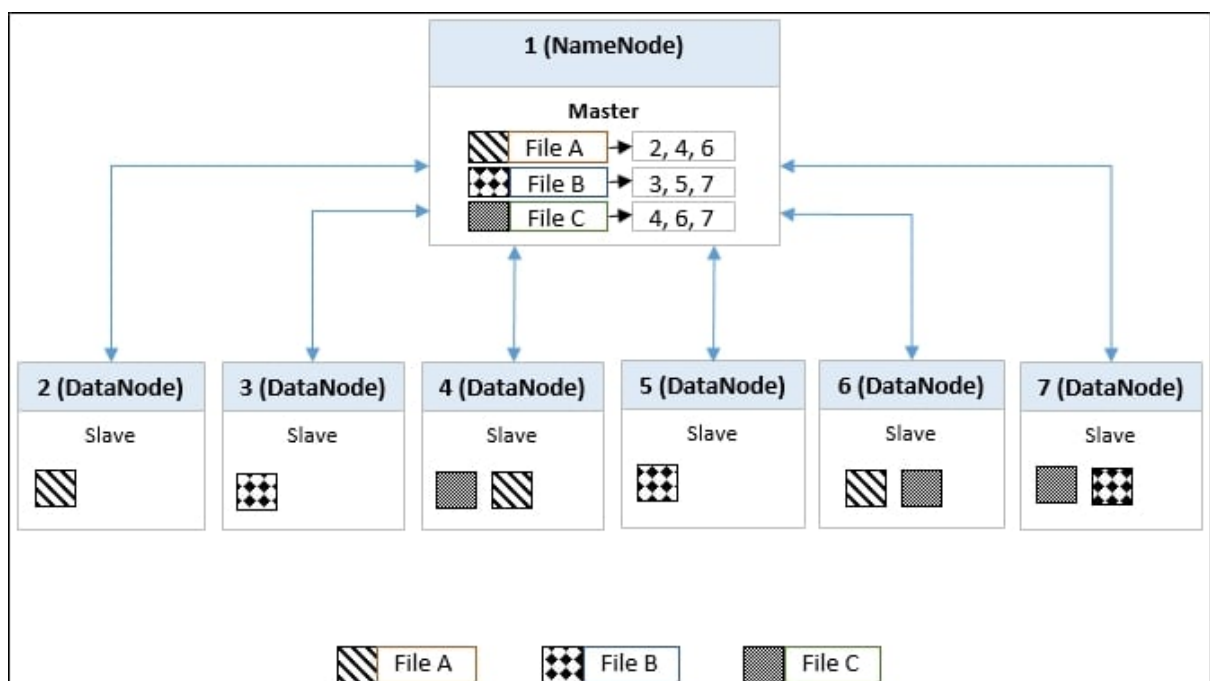 1 (NameNode)
Master
File A 2, 4, 6
File B 3, 5, 7
File C 4, 6, 7
2 (DataNode) 3 (DataNode) 4 (DataNode) 5 (DataNode) 6 (DataNode) 7 (DataNode)
Slave Slave Slave Slave Slave Slave
File A File B File C